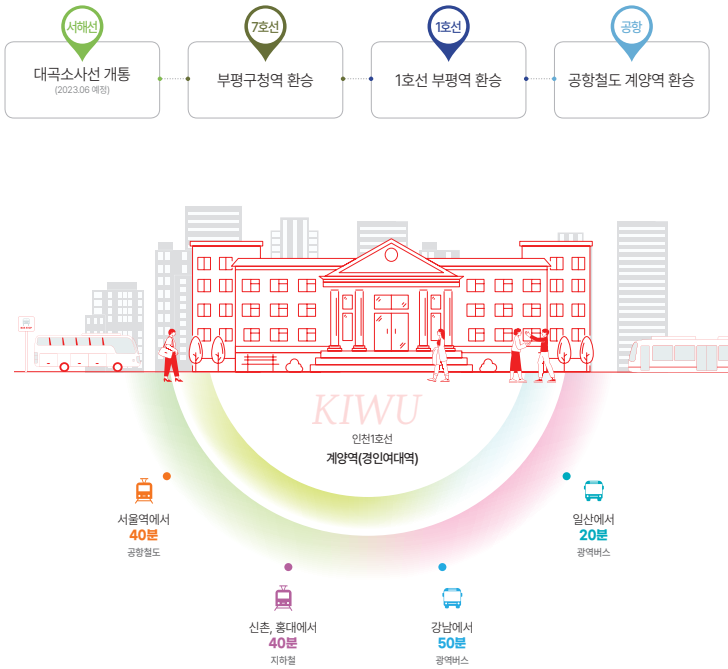 서해선
7호선
1호선
공항
대곡소사선 개통
(2023.06 예정)
부평구청역 환승
1호선 부평역 환승
공항철도 계양역 환승
KIWU
인천1호선
계양역(경인여대역)
서울역에서
40분
공항철도
일산에서
20분
광역버스
신촌, 홍대에서
40분
지하철
강남에서
50분
광역버스